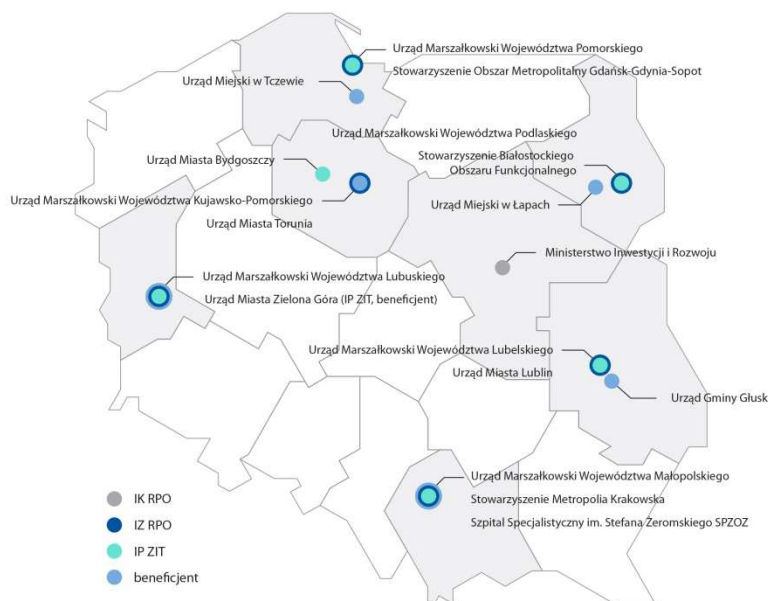 Urząd Marszałkowski Województwa Pomorskiego
Stowarzyszenie Obszar Metropolitalny Gdańsk-Gdynia-Sopot
Urząd Miejski w Tczewie
Urząd Marszałkowski Województwa Podlaskiego
Stowarzyszenie Białostockiego
Obszaru Funkcjonalnego
Urząd Miasta Bydgoszczy
Urząd Marszałkowski Województwa Kujawsko-Pomorskiego
Urząd Miasta Torunia
Urząd Miejski w Łapach
Ministerstwo Inwestycji i Rozwoju
Urząd Marszałkowski Województwa Lubuskiego
Urząd Miasta Zielona Góra (IP ZIT, beneficjent)
Urząd Marszałkowski Województwa Lubelskiego
Urząd Miasta Lublin
Urząd Gminy Głusk
Urząd Marszałkowski Województwa Małopolskiego
Stowarzyszenie Metropolia Krakowska
Szpital Specjalistyczny im. Stefana Żeromskiego SPZOZ
IK RPO
IZ RPO
IP ZIT
beneficjent